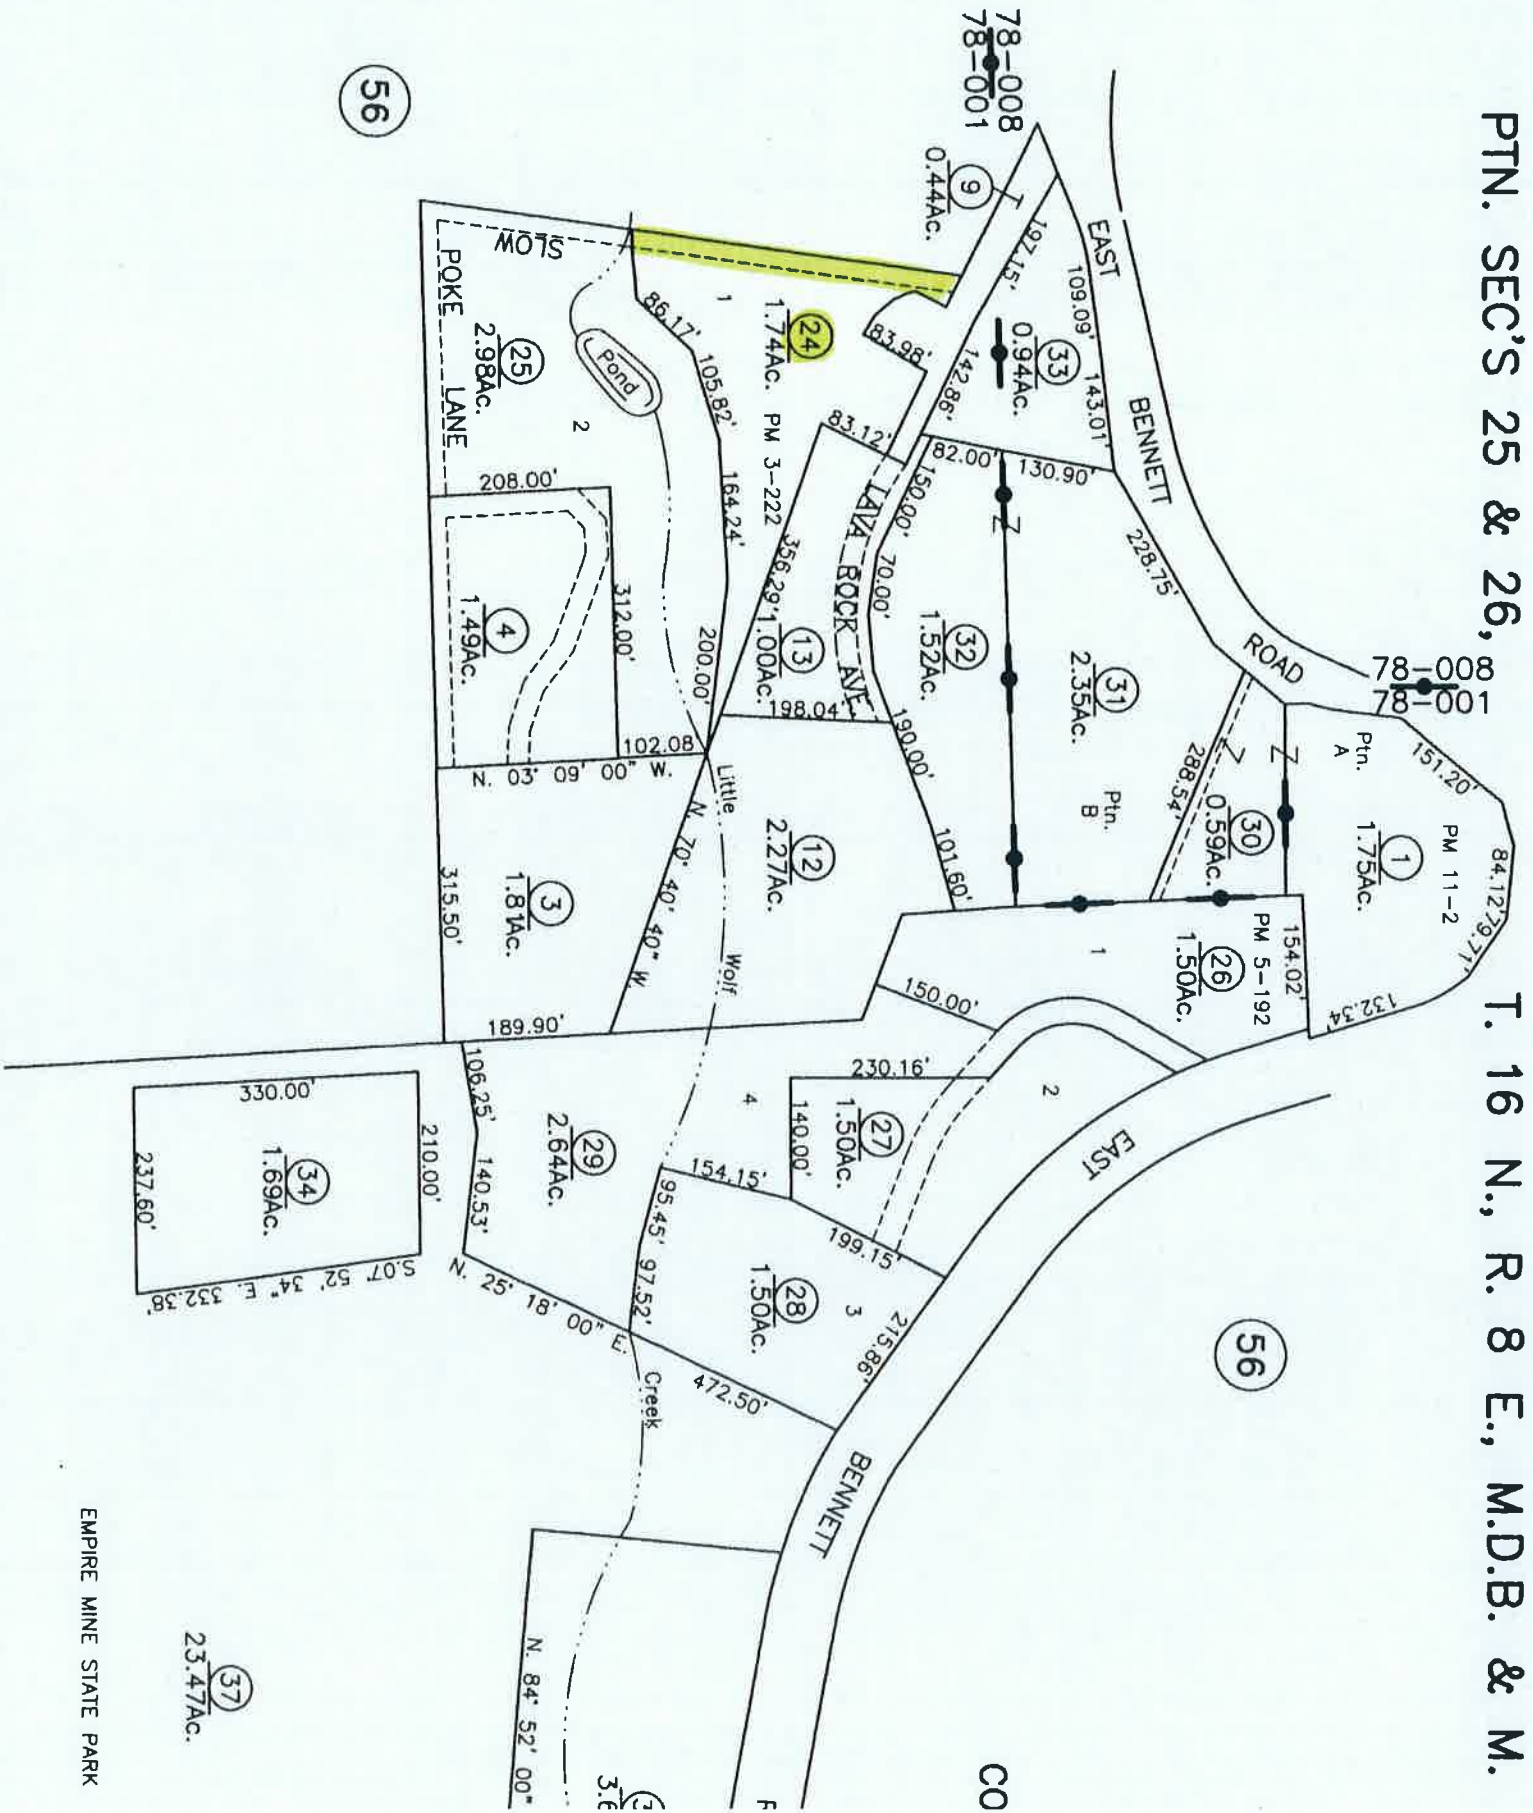 PTN. SEC'S 25 & 26, T. 16 N., R. 8 E., M.D.B. & M.
78-008
78-001
78-008
78-001
56
56
EAST
BENNETT
ROAD
EAST
BENNETT
9
0.44Ac.
197.15'
109.09'
143.01'
33
0.94Ac.
142.86'
82.00'
130.90'
228.75'
151.20'
84.12'
79.71'
132.34'
Ptn.
A
PM 11-2
1
1.75Ac.
154.02'
30
0.59Ac.
288.54'
31
2.35Ac.
Ptn.
B
32
1.52Ac.
150.00'
70.00'
190.00'
101.60'
LAVA ROCK AVE.
24
1.74Ac.
PM 3-222
1
83.98'
83.12'
86.17'
105.82'
164.24'
200.00'
356.29'
13
1.00Ac.
198.04'
12
2.27Ac.
PM 5-192
26
1.50Ac.
1
150.00'
2
27
1.50Ac.
230.16'
140.00'
4
154.15'
199.15'
28
1.50Ac.
3
215.86'
95.45'
97.52'
472.50'
N. 25° 18' 00" E.
29
2.64Ac.
106.25'
140.53'
SLOW
POKE LANE
25
2.98Ac.
2
Pond
208.00'
312.00'
4
1.49Ac.
102.08
N. 03° 09' 00" W.
N. 70° 40' 40" W.
Little Wolf Creek
3
1.81Ac.
315.50'
189.90'
330.00'
210.00'
34
1.69Ac.
237.60'
S.07° 52' 34" E. 332.38'
N. 84° 52' 00"
37
23.47Ac.
EMPIRE MINE STATE PARK
CO